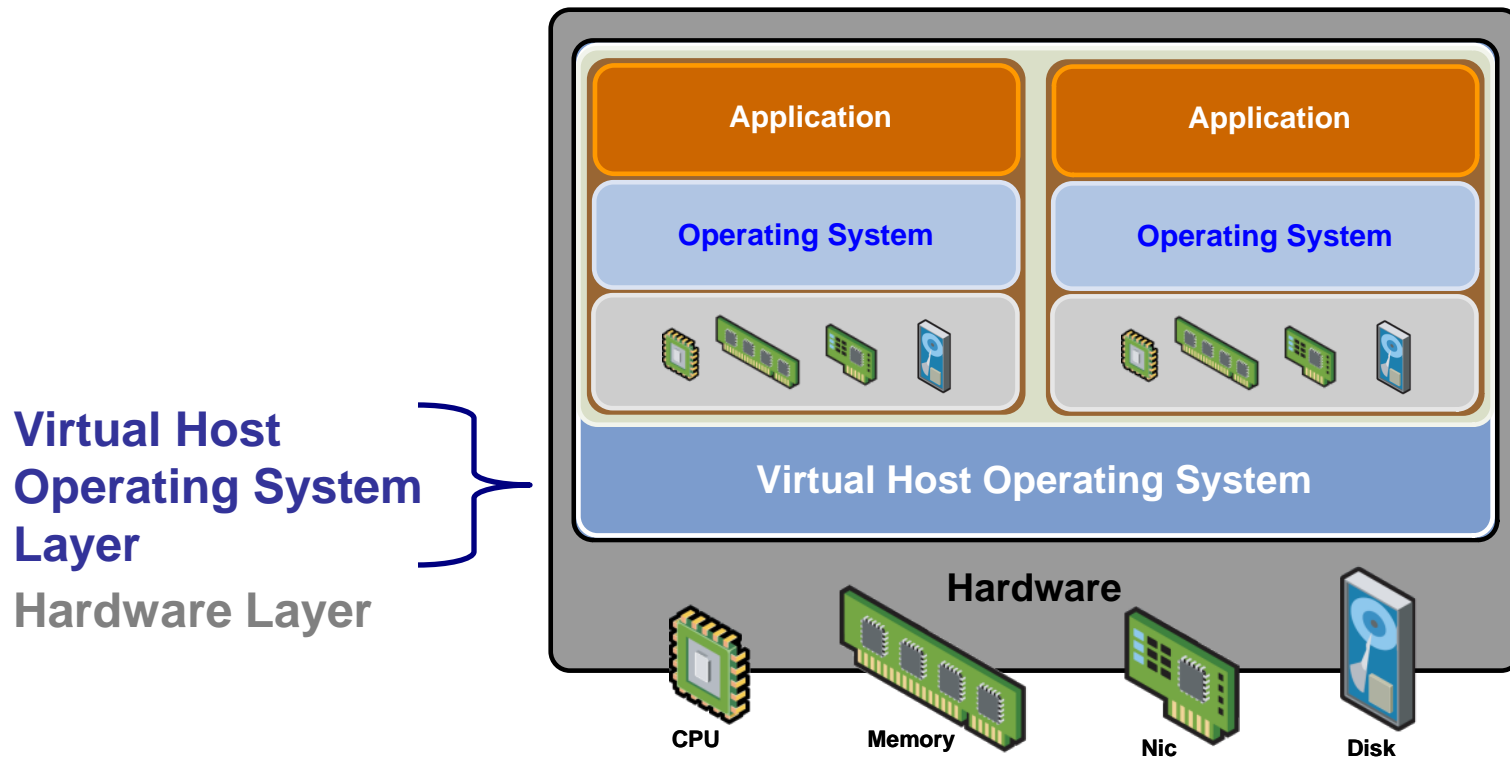 Application
Application
Operating System
Operating System
Virtual Host
Operating System
Layer
Virtual Host Operating System
Hardware Layer
Hardware
CPU
Memory
Nic
Disk